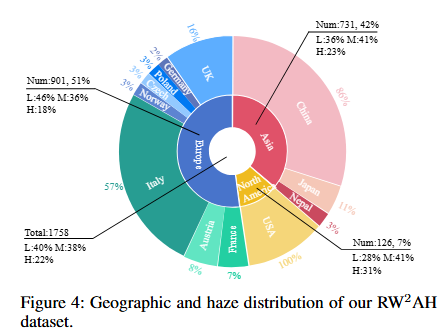 Num:731, 42%
L:36% M:41%
H:23%
16%
2%
3%
3%
3%
UK
Germany
Poland
Czech
Norway
China
86%
Num:901, 51%
L:46% M:36%
H:18%
Europe
Asia
North
America
Italy
57%
Japan
11%
Nepal
3%
USA
100%
France
7%
Austria
8%
Total:1758
L:40% M:38%
H:22%
Num:126, 7%
L:28% M:41%
H:31%
Figure 4: Geographic and haze distribution of our RW²AH
dataset.